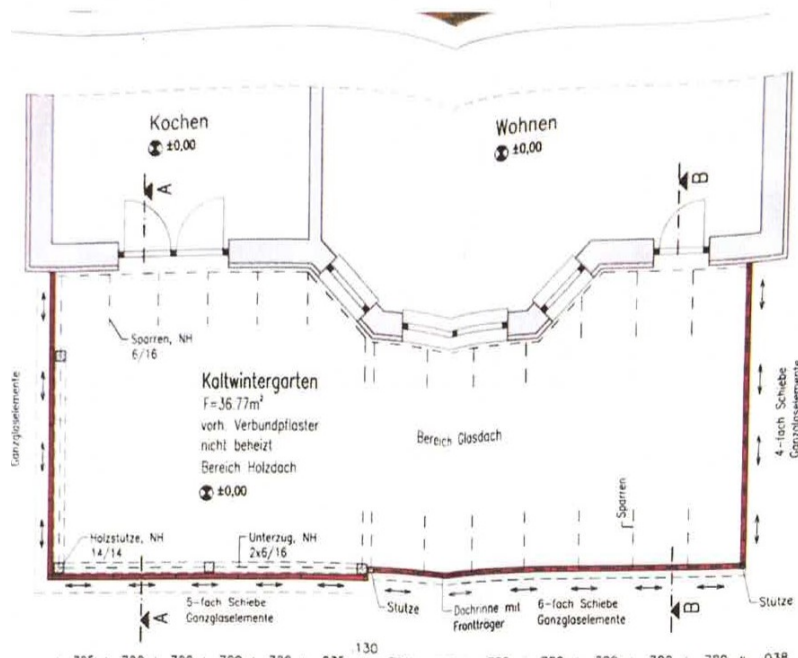 Kochen
±0,00
Wohnen
±0,00
A
B
Sparren, NH
6/16
Kaltwintergarten
F=36.77m²
vorh. Verbundpflaster
nicht beheizt
Bereich Holzdach
±0,00
Bereich Glasdach
Ganzglaselemente
4-fach Schiebe
Ganzglaselemente
Sparren
Holzstütze, NH
14/14
Unterzug, NH
2x6/16
5-fach Schiebe
Ganzglaselemente
Stütze
Dachrinne mit
Frontträger
6-fach Schiebe
Ganzglaselemente
Stütze
A
B
.130